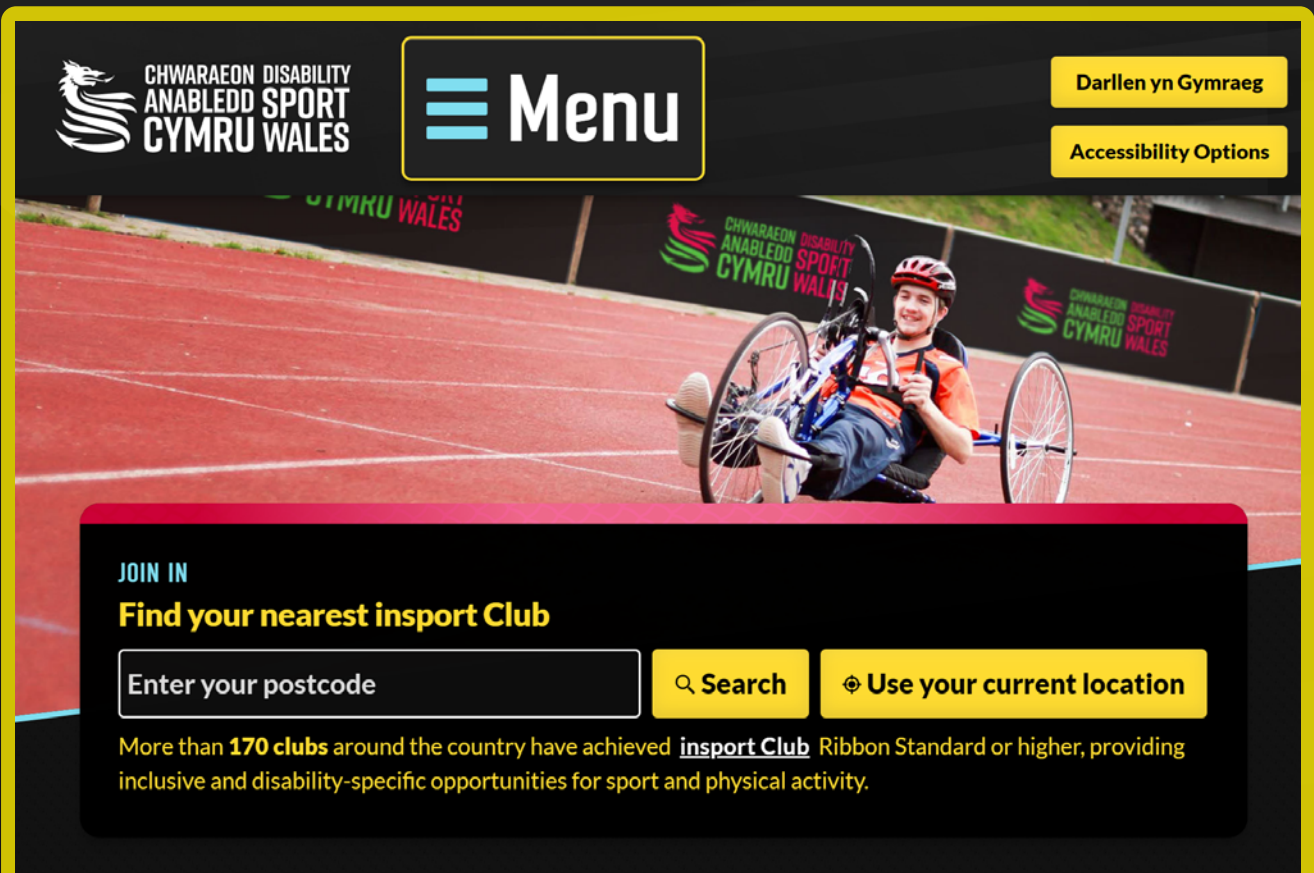 CHWARAEON DISABILITY
ANABLEDD SPORT
CYMRU WALES
Menu
Darllen yn Gymraeg
Accessibility Options
CYMRU WALES
CHWARAEON DISABILITY
ANABLEDD SPORT
CYMRU WALES
CHWARAEON DISABILITY
ANABLEDD SPORT
CYMRU WALES
JOIN IN
Find your nearest insport Club
Enter your postcode
Search
Use your current location
More than 170 clubs around the country have achieved insport Club Ribbon Standard or higher, providing
inclusive and disability-specific opportunities for sport and physical activity.